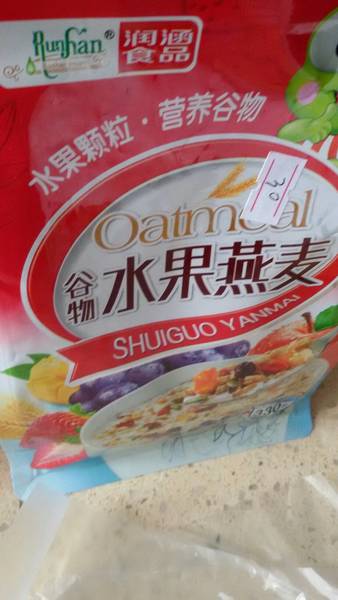 Runhan®
润涵
食品
水果颗粒·营养谷物
Oatmeal
谷物
水果燕麦
SHUIGUO YANMAI